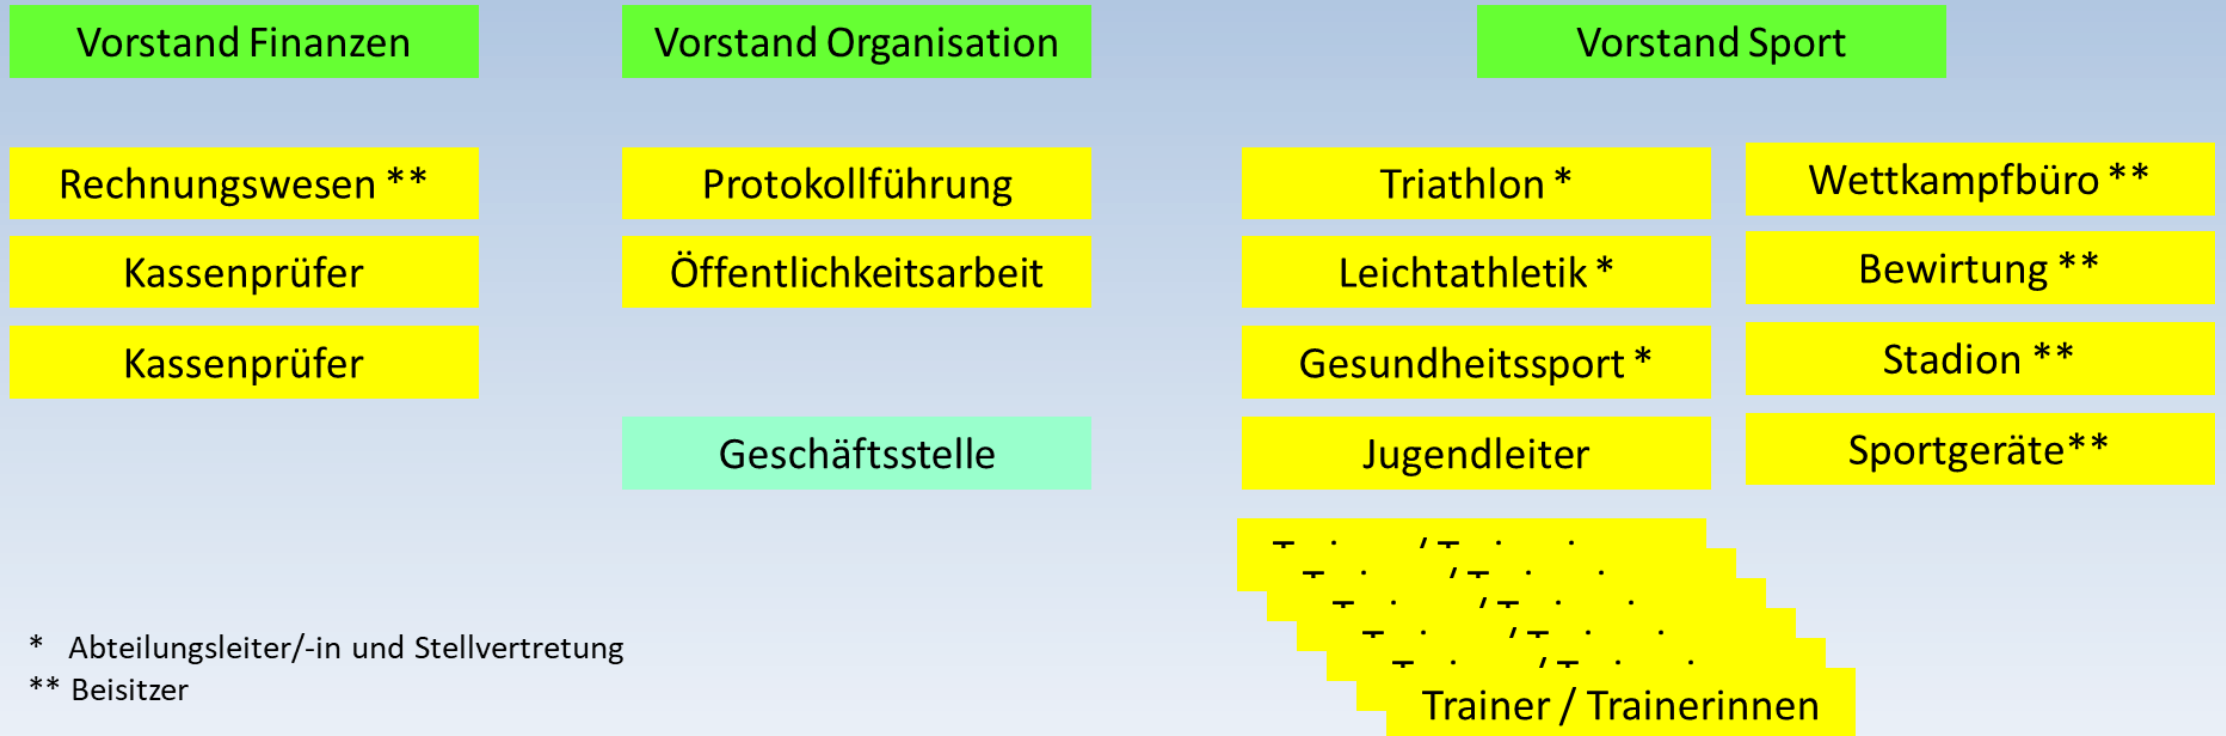 Vorstand Finanzen
Vorstand Organisation
Vorstand Sport
Rechnungswesen **
Kassenprüfer
Kassenprüfer
Protokollführung
Öffentlichkeitsarbeit
Geschäftsstelle
Triathlon *
Leichtathletik *
Gesundheitssport *
Jugendleiter
Wettkampfbüro **
Bewirtung **
Stadion **
Sportgeräte**
Trainer / Trainerinnen
* Abteilungsleiter/-in und Stellvertretung
** Beisitzer